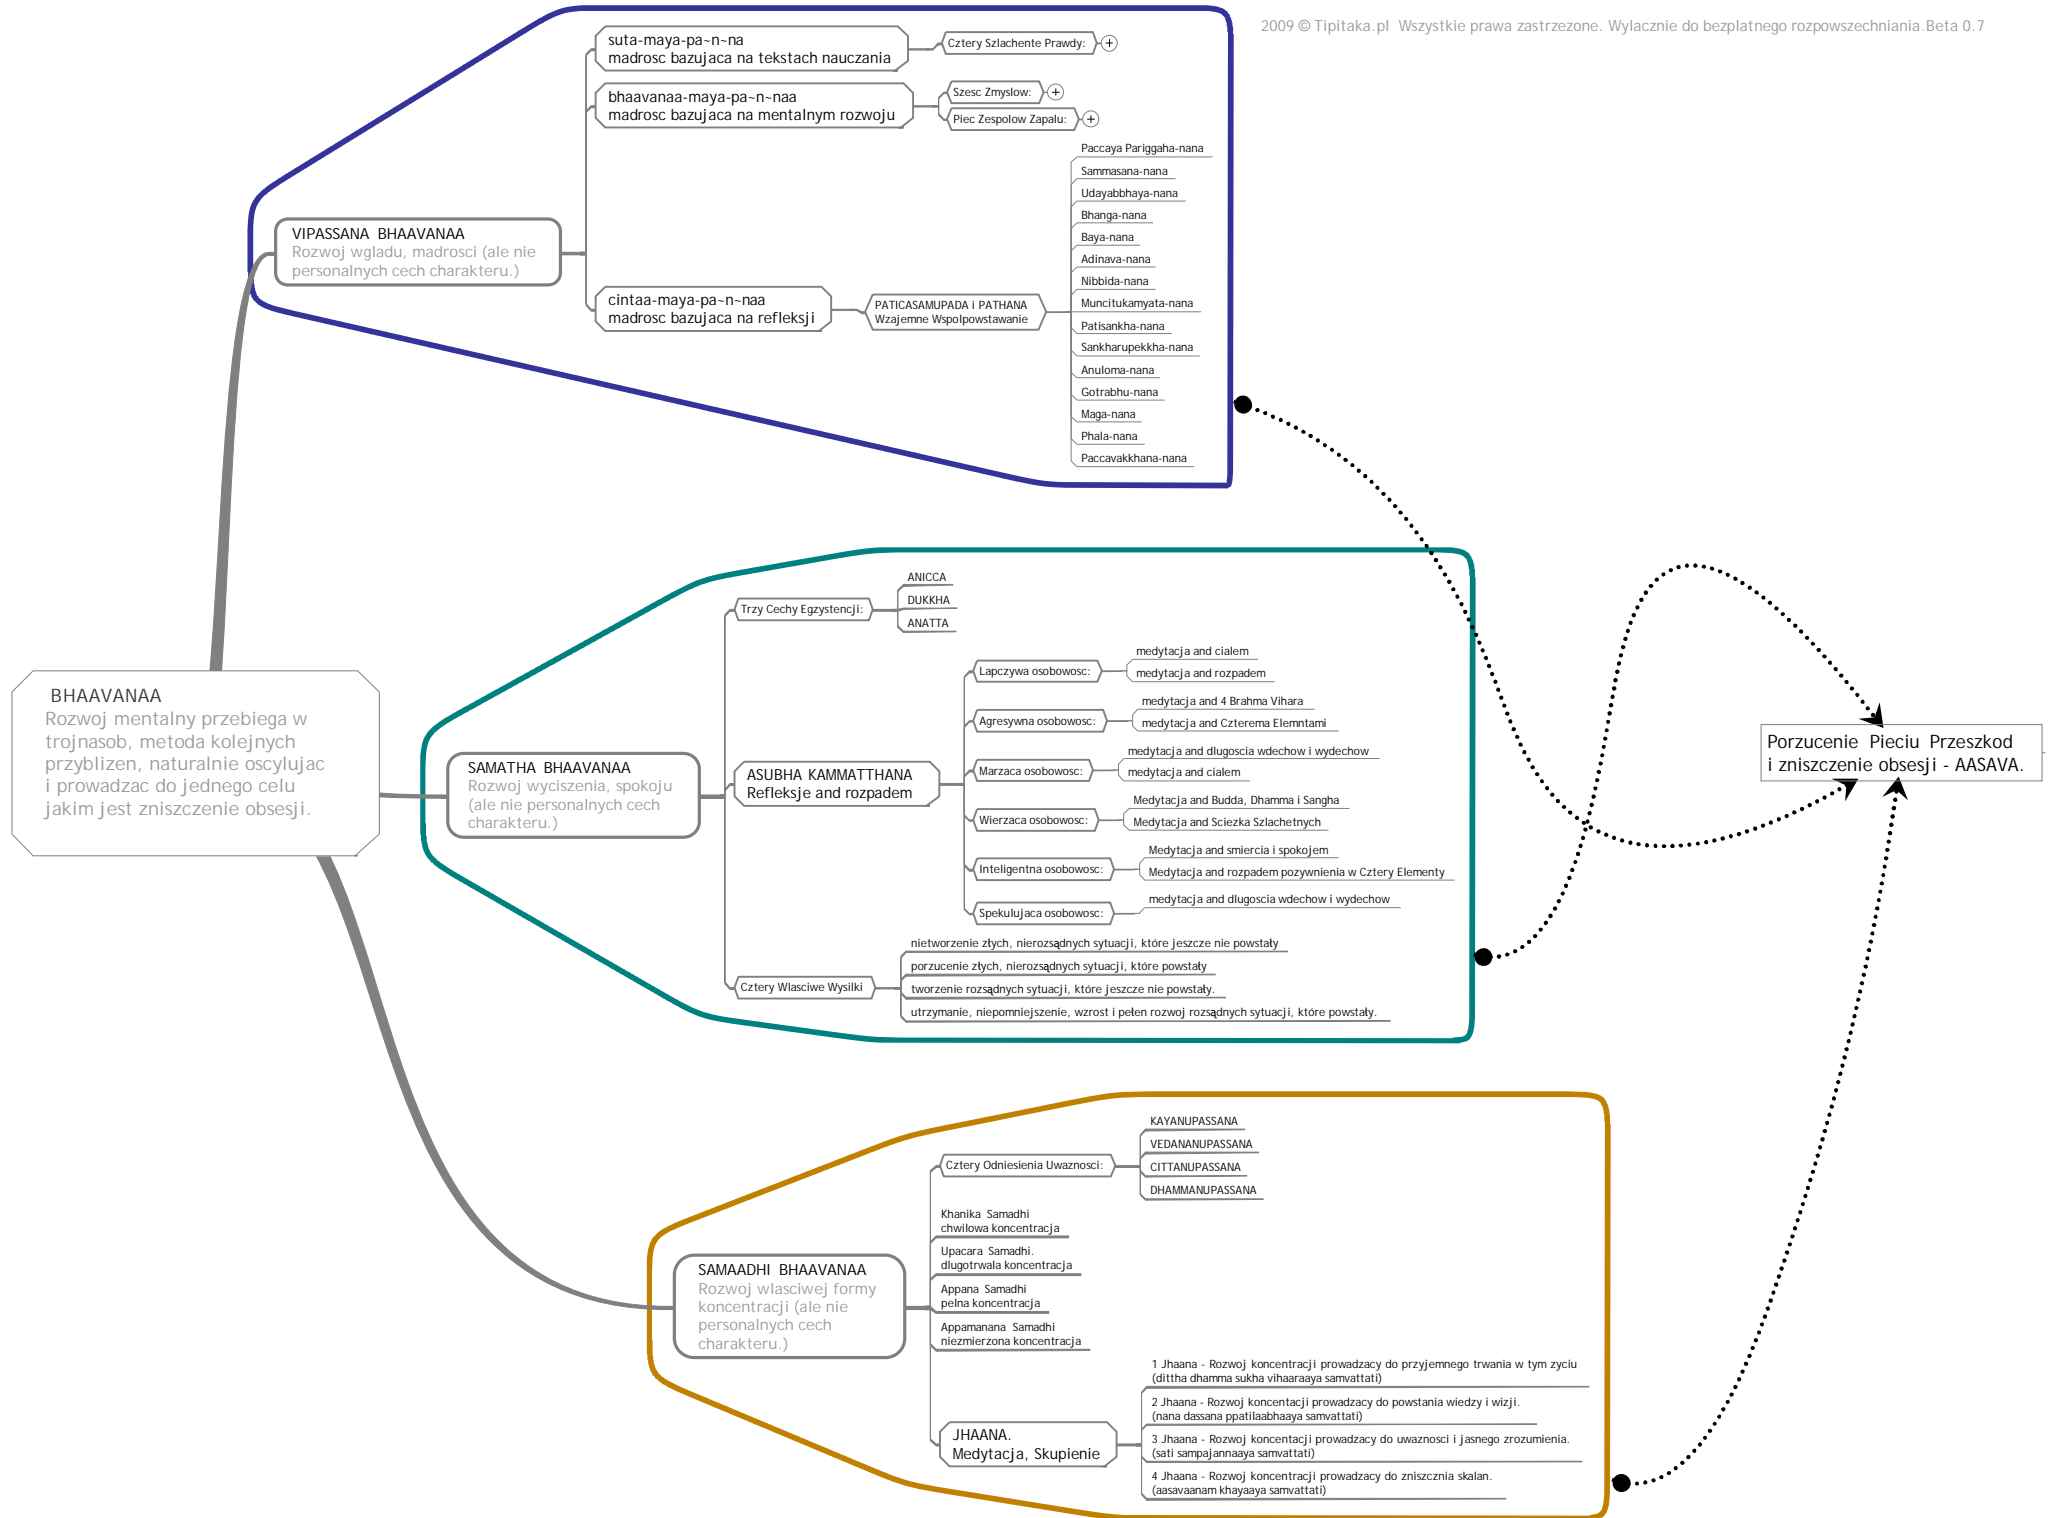 2009 © Tipitaka.pl Wszystkie prawa zastrzezone. Wylacznie do bezplatnego rozpowszechniania.Beta 0.7
suta-maya-pa~n~na
madrosc bazujaca na tekstach nauczania
Cztery Szlachente Prawdy:
bhaavanaa-maya-pa~n~naa
madrosc bazujaca na mentalnym rozwoju
Szesc Zmyslow:
Piec Zespolow Zapalu:
VIPASSANA BHAAVANAA
Rozwoj wgladu, madrosci (ale nie
personalnych cech charakteru.)
cintaa-maya-pa~n~naa
madrosc bazujaca na refleksji
PATICASAMUPADA i PATHANA
Wzajemne Wspolpowstawanie
Paccaya Pariggaha-nana
Sammasana-nana
Udayabbhaya-nana
Bhanga-nana
Baya-nana
Adinava-nana
Nibbida-nana
Muncitukamyata-nana
Patisankha-nana
Sankharupekkha-nana
Anuloma-nana
Gotrabhu-nana
Maga-nana
Phala-nana
Paccavakkhana-nana
BHAAVANAA
Rozwoj mentalny przebiega w
trojnasob, metoda kolejnych
przyblizen, naturalnie oscylujac
i prowadzac do jednego celu
jakim jest zniszczenie obsesji.
SAMATHA BHAAVANAA
Rozwoj wyciszenia, spokoju
(ale nie personalnych cech
charakteru.)
Trzy Cechy Egzystencji:
ANICCA
DUKKHA
ANATTA
ASUBHA KAMMATTHANA
Refleksje and rozpadem
Lapczywa osobowosc:
medytacja and cialem
medytacja and rozpadem
Agresywna osobowosc:
medytacja and 4 Brahma Vihara
medytacja and Czterema Elemntami
Marzaca osobowosc:
medytacja and dlugoscia wdechow i wydechow
medytacja and cialem
Wierzaca osobowosc:
Medytacja and Budda, Dhamma i Sangha
Medytacja and Sciezka Szlachetnych
Inteligentna osobowosc:
Medytacja and smiercia i spokojem
Medytacja and rozpadem pozywnienia w Cztery Elementy
Spekulujaca osobowosc:
medytacja and dlugoscia wdechow i wydechow
Cztery Wlasciwe Wysilki
nietworzenie złych, nierozsądnych sytuacji, które jeszcze nie powstały
porzucenie złych, nierozsądnych sytuacji, które powstały
tworzenie rozsądnych sytuacji, które jeszcze nie powstały.
utrzymanie, niepomniejszenie, wzrost i pełen rozwoj rozsądnych sytuacji, które powstały.
Porzucenie Pieciu Przeszkod
i zniszczenie obsesji - AASAVA.
SAMAADHI BHAAVANAA
Rozwoj wlasciwej formy
koncentracji (ale nie
personalnych cech
charakteru.)
Cztery Odniesienia Uwaznosci:
KAYANUPASSANA
VEDANANUPASSANA
CITTANUPASSANA
DHAMMANUPASSANA
Khanika Samadhi
chwilowa koncentracja
Upacara Samadhi.
dlugotrwala koncentracja
Appana Samadhi
pelna koncentracja
Appamanana Samadhi
niezmierzona koncentracja
JHAANA.
Medytacja, Skupienie
1 Jhaana - Rozwoj koncentracji prowadzacy do przyjemnego trwania w tym zyciu
(dittha dhamma sukha vihaaraaya samvattati)
2 Jhaana - Rozwoj koncentacji prowadzacy do powstania wiedzy i wizji.
(nana dassana ppatilaabhaaya samvattati)
3 Jhaana - Rozwoj koncentacji prowadzacy do uwaznosci i jasnego zrozumienia.
(sati sampajannaaya samvattati)
4 Jhaana - Rozwoj koncentracji prowadzacy do zniszcznia skalan.
(aasavaanam khayaaya samvattati)